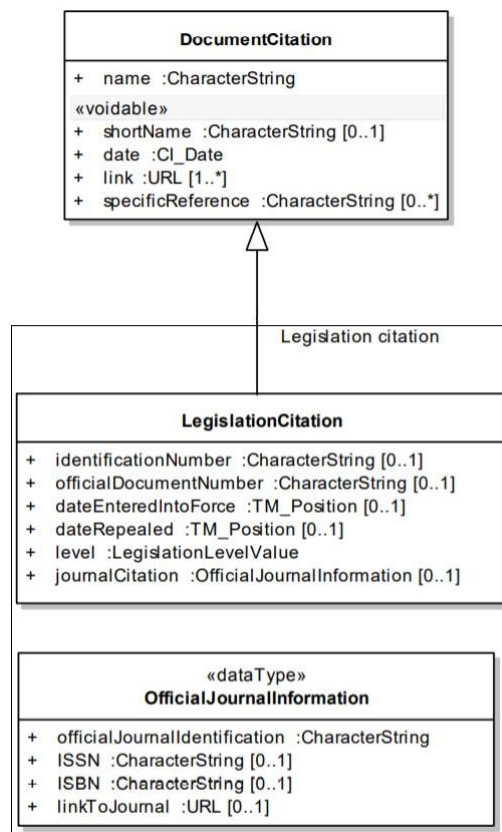 DocumentCitation
+ name :CharacterString
«voidable»
+ shortName :CharacterString [0..1]
+ date :CI_Date
+ link :URL [1..*]
+ specificReference :CharacterString [0..*]
Legislation citation
LegislationCitation
+ identificationNumber :CharacterString [0..1]
+ officialDocumentNumber :CharacterString [0..1]
+ dateEnteredIntoForce :TM_Position [0..1]
+ dateRepealed :TM_Position [0..1]
+ level :LegislationLevelValue
+ journalCitation :OfficialJournalInformation [0..1]
«dataType»
OfficialJournalInformation
+ officialJournalIdentification :CharacterString
+ ISSN :CharacterString [0..1]
+ ISBN :CharacterString [0..1]
+ linkToJournal :URL [0..1]